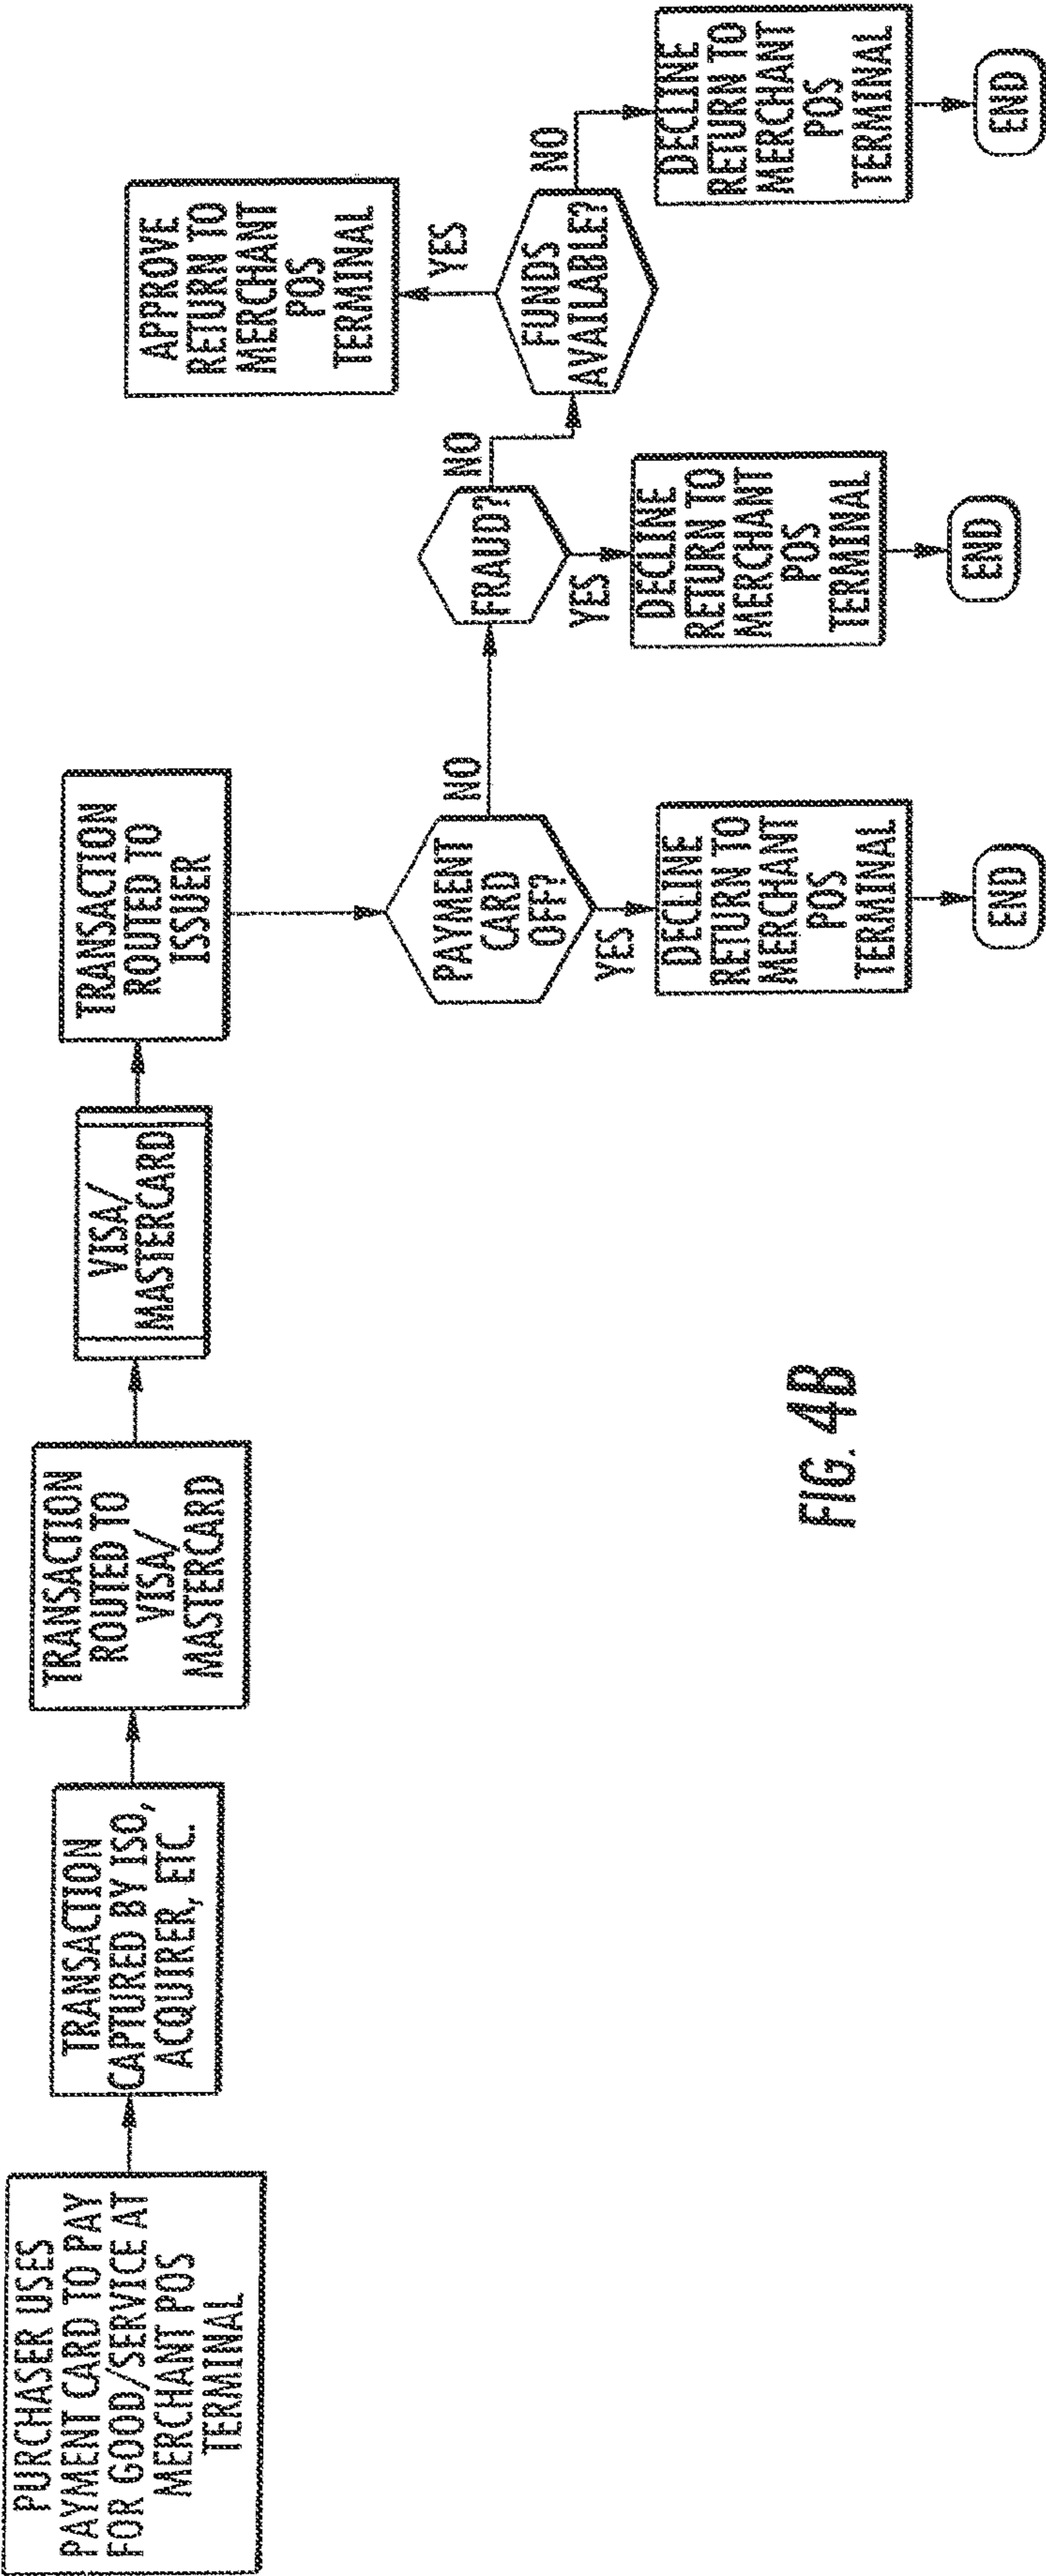 PURCHASER USES
PAYMENT CARD TO PAY
FOR GOOD/SERVICE AT
MERCHANT POS
TERMINAL
TRANSACTION
CAPTURED BY ISO,
ACQUIRER, ETC.
TRANSACTION
ROUTED TO
VISA/
MASTERCARD
VISA/
MASTERCARD
TRANSACTION
ROUTED TO
ISSUER
PAYMENT
CARD
OFF?
YES
NO
DECLINE
RETURN TO
MERCHANT
POS
TERMINAL
END
FRAUD?
YES
NO
DECLINE
RETURN TO
MERCHANT
POS
TERMINAL
END
FUNDS
AVAILABLE?
YES
NO
APPROVE
RETURN TO
MERCHANT
POS
TERMINAL
DECLINE
RETURN TO
MERCHANT
POS
TERMINAL
END
FIG. 4B